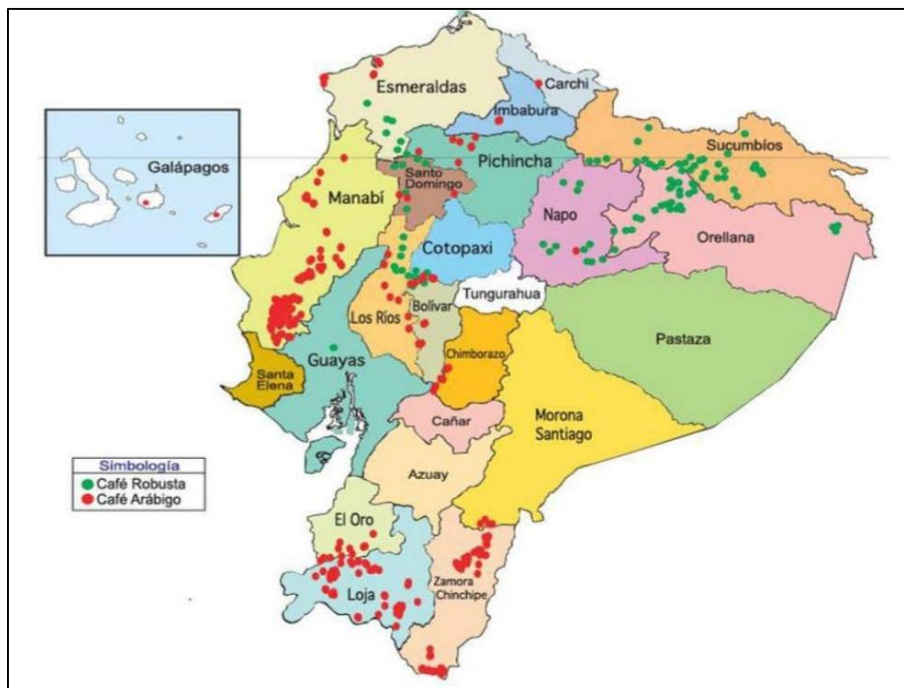 Esmeraldas
Carchi
Imbabura
Sucumbíos
Galápagos
Pichincha
Santo
Domingo
Manabí
Napo
Orellana
Cotopaxi
Tungurahua
Los Ríos
Bolívar
Pastaza
Guayas
Chimborazo
Santa
Elena
Cañar
Morona
Santiago
Azuay
Simbología
Café Robusta
Café Arábigo
El Oro
Loja
Zamora
Chinchipe